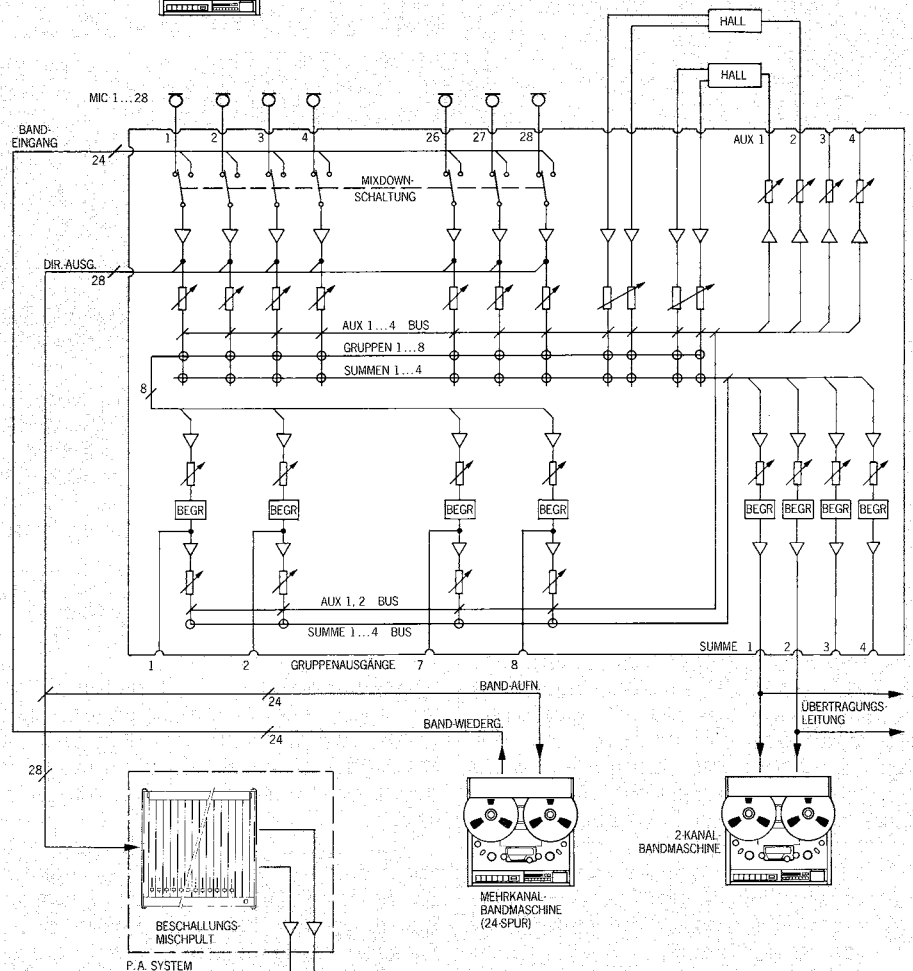 HALL
HALL
MIC 1...28
BAND-
EINGANG
24
1 2 3 4 26 27 28
AUX 1 2 3 4
MIXDOWN-
SCHALTUNG
DIR.-AUSG.
28
AUX 1...4 BUS
GRUPPEN 1...8
SUMMEN 1...4
8
BEGR BEGR BEGR BEGR
BEGR BEGR BEGR BEGR
AUX 1, 2 BUS
SUMME 1...4 BUS
1 2 GRUPPENAUSGÄNGE 7 8
SUMME 1 2 3 4
BAND-AUFN.
24
ÜBERTRAGUNGS-
LEITUNG
BAND-WIEDERG.
24
28
2-KANAL-
BANDMASCHINE
MEHRKANAL-
BANDMASCHINE
(24-SPUR)
BESCHALLUNGS-
MISCHPULT
P.A. SYSTEM